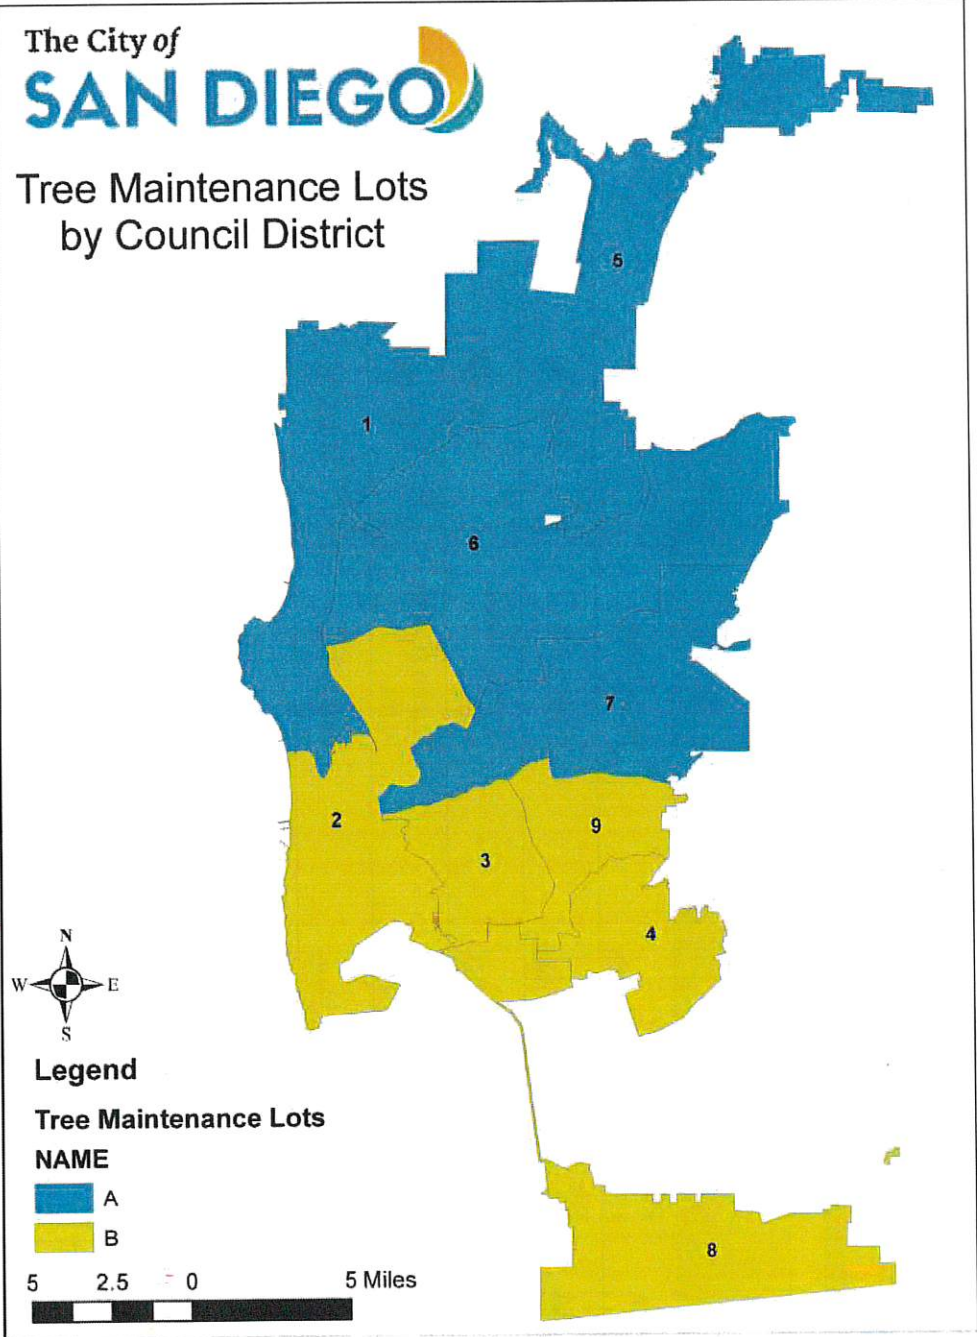 The City of
SAN DIEGO
Tree Maintenance Lots
by Council District
5
1
6
7
2
9
3
4
N
W E
S
Legend
Tree Maintenance Lots
NAME
A
B
8
5 2.5 0 5 Miles